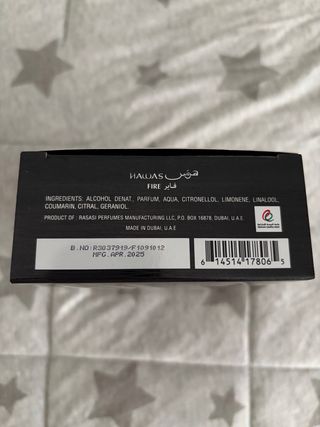 HAWAS هوس
FIRE فاير
INGREDIENTS: ALCOHOL DENAT., PARFUM, AQUA, CITRONELLOL, LIMONENE, LINALOOL,
COUMARIN, CITRAL, GERANIOL.
PRODUCT OF : RASASI PERFUMES MANUFACTURING LLC, P.O. BOX 16878, DUBAI, U.A.E.
MADE IN DUBAI, U.A.E
B.NO:R3037919/F1091012
MFG.APR.2025
6 14514 17806 5